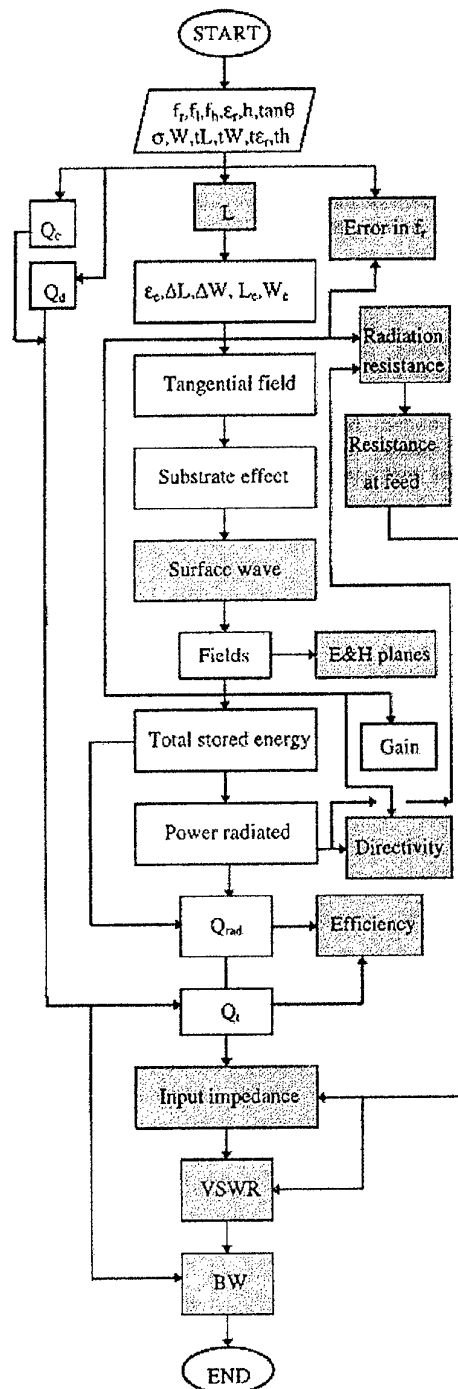 START
f_r,f_l,f_h,ε_r,h,tanθ
σ,W,tL,tW,tε_r,th
L
Q_c
Error in f_r
Q_d
ε_e,ΔL,ΔW, L_e,W_e
Radiation
resistance
Tangential field
Resistance
at feed
Substrate effect
Surface wave
Fields
E&H planes
Total stored energy
Gain
Power radiated
Directivity
Q_rad
Efficiency
Q_t
Input impedance
VSWR
BW
END